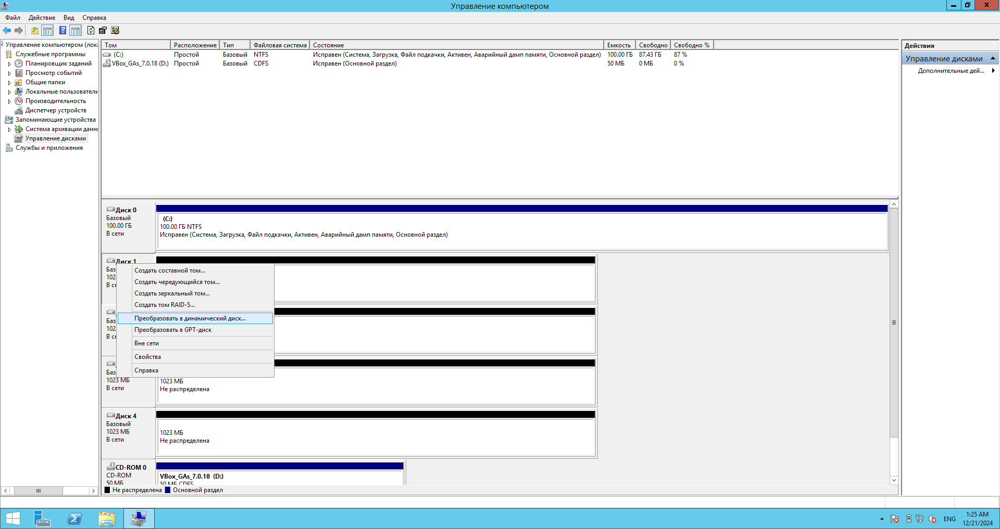 Управление компьютером
Файл Действие Вид Справка
Управление компьютером (лока
Служебные программы
Планировщик заданий
Просмотр событий
Общие папки
Локальные пользователи
Производительность
Диспетчер устройств
Запоминающие устройства
Система архивации данн
Управление дисками
Службы и приложения
Том Расположение Тип Файловая система Состояние Емкость Свободно Свободно %
(C:) Простой Базовый NTFS Исправен (Система, Загрузка, Файл подкачки, Активен, Аварийный дамп памяти, Основной раздел) 100.00 ГБ 87.43 ГБ 87 %
VBox_GAs_7.0.18 (D:) Простой Базовый CDFS Исправен (Основной раздел) 50 МБ 0 МБ 0 %
Действия
Управление дисками
Дополнительные дей...
Диск 0
Базовый
100.00 ГБ
В сети
(C:)
100.00 ГБ NTFS
Исправен (Система, Загрузка, Файл подкачки, Активен, Аварийный дамп памяти, Основной раздел)
Диск 1
Баз
102
В се
Создать составной том...
Создать чередующийся том...
Создать зеркальный том...
Создать том RAID-5...
Преобразовать в динамический диск...
Преобразовать в GPT-диск
Вне сети
Свойства
Справка
Баз
102
В се
Баз
1023 МБ
В сети
1023 МБ
Не распределена
Диск 4
Базовый
1023 МБ
В сети
1023 МБ
Не распределена
CD-ROM 0
CD-ROM
50 МБ
VBox_GAs_7.0.18 (D:)
50 МБ CDFS
Не распределена Основной раздел
ENG
1:25 AM
12/21/2024